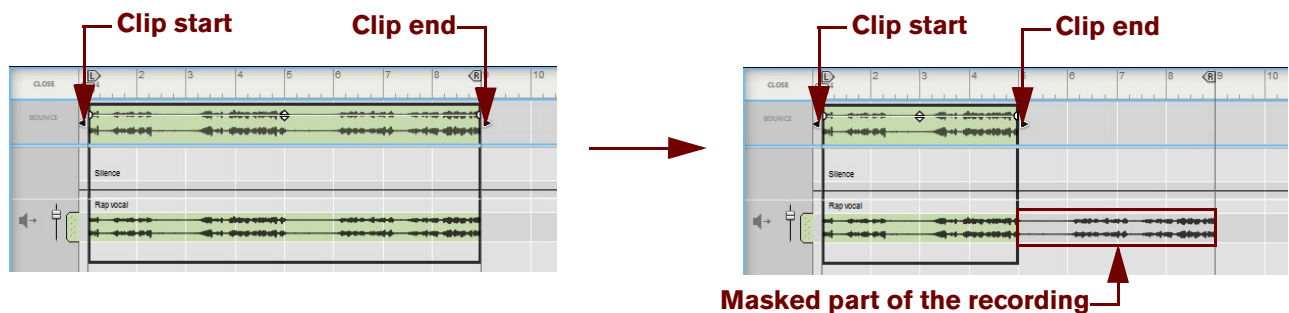 Clip start Clip end
CLOSE L 2 3 4 5 6 7 8 R 9 10
BOUNCE
Silence
Rap vocal
Clip start Clip end
CLOSE L 2 3 4 5 6 7 8 R 9 10
BOUNCE
Silence
Rap vocal
Masked part of the recording